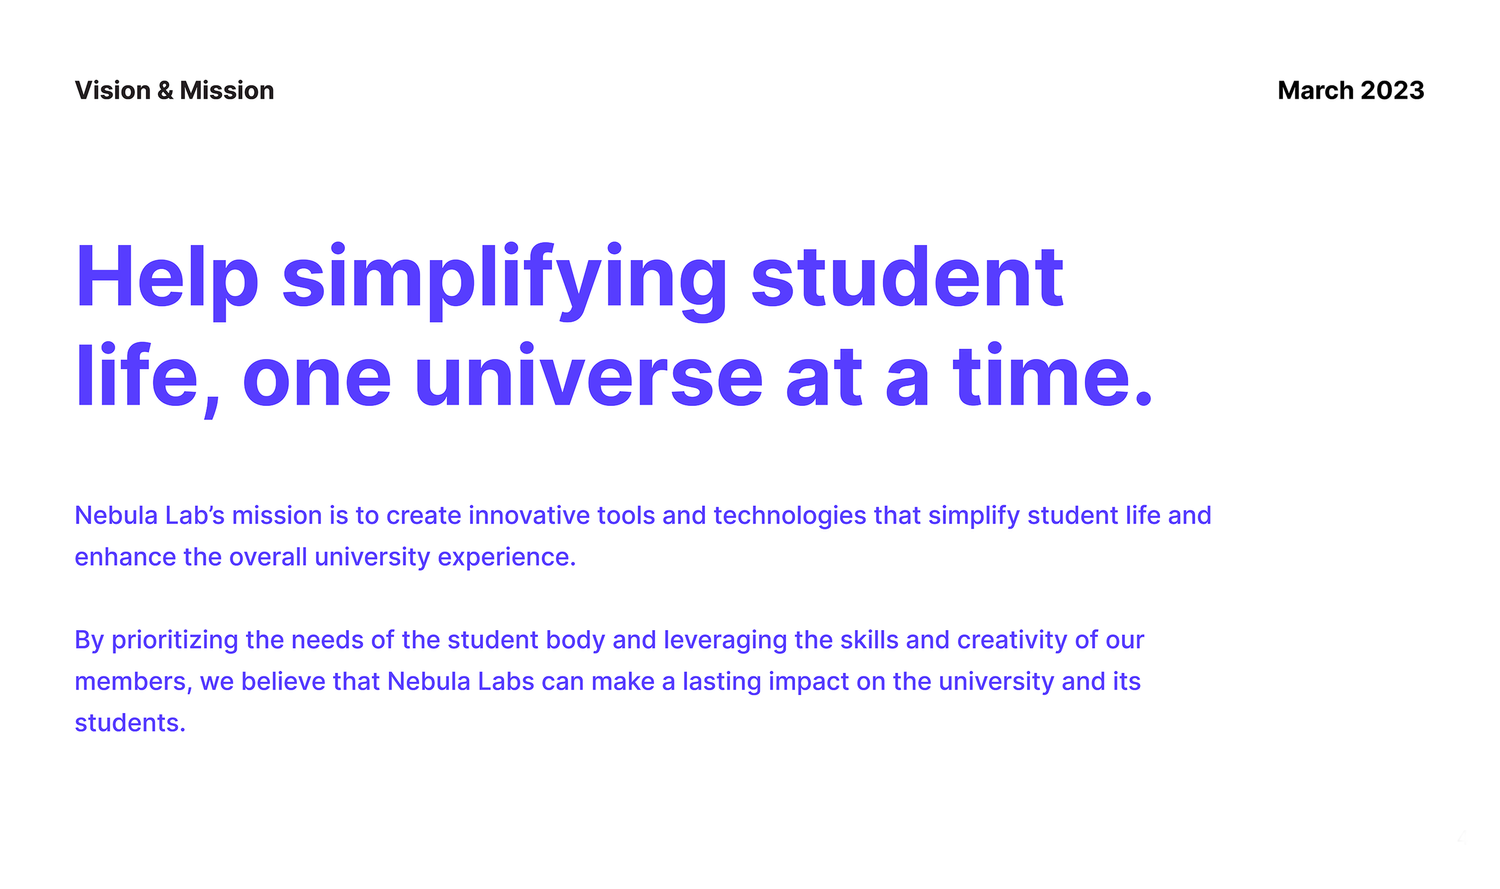 Vision & Mission
March 2023
Help simplifying student
life, one universe at a time.
Nebula Lab’s mission is to create innovative tools and technologies that simplify student life and
enhance the overall university experience.
By prioritizing the needs of the student body and leveraging the skills and creativity of our
members, we believe that Nebula Labs can make a lasting impact on the university and its
students.